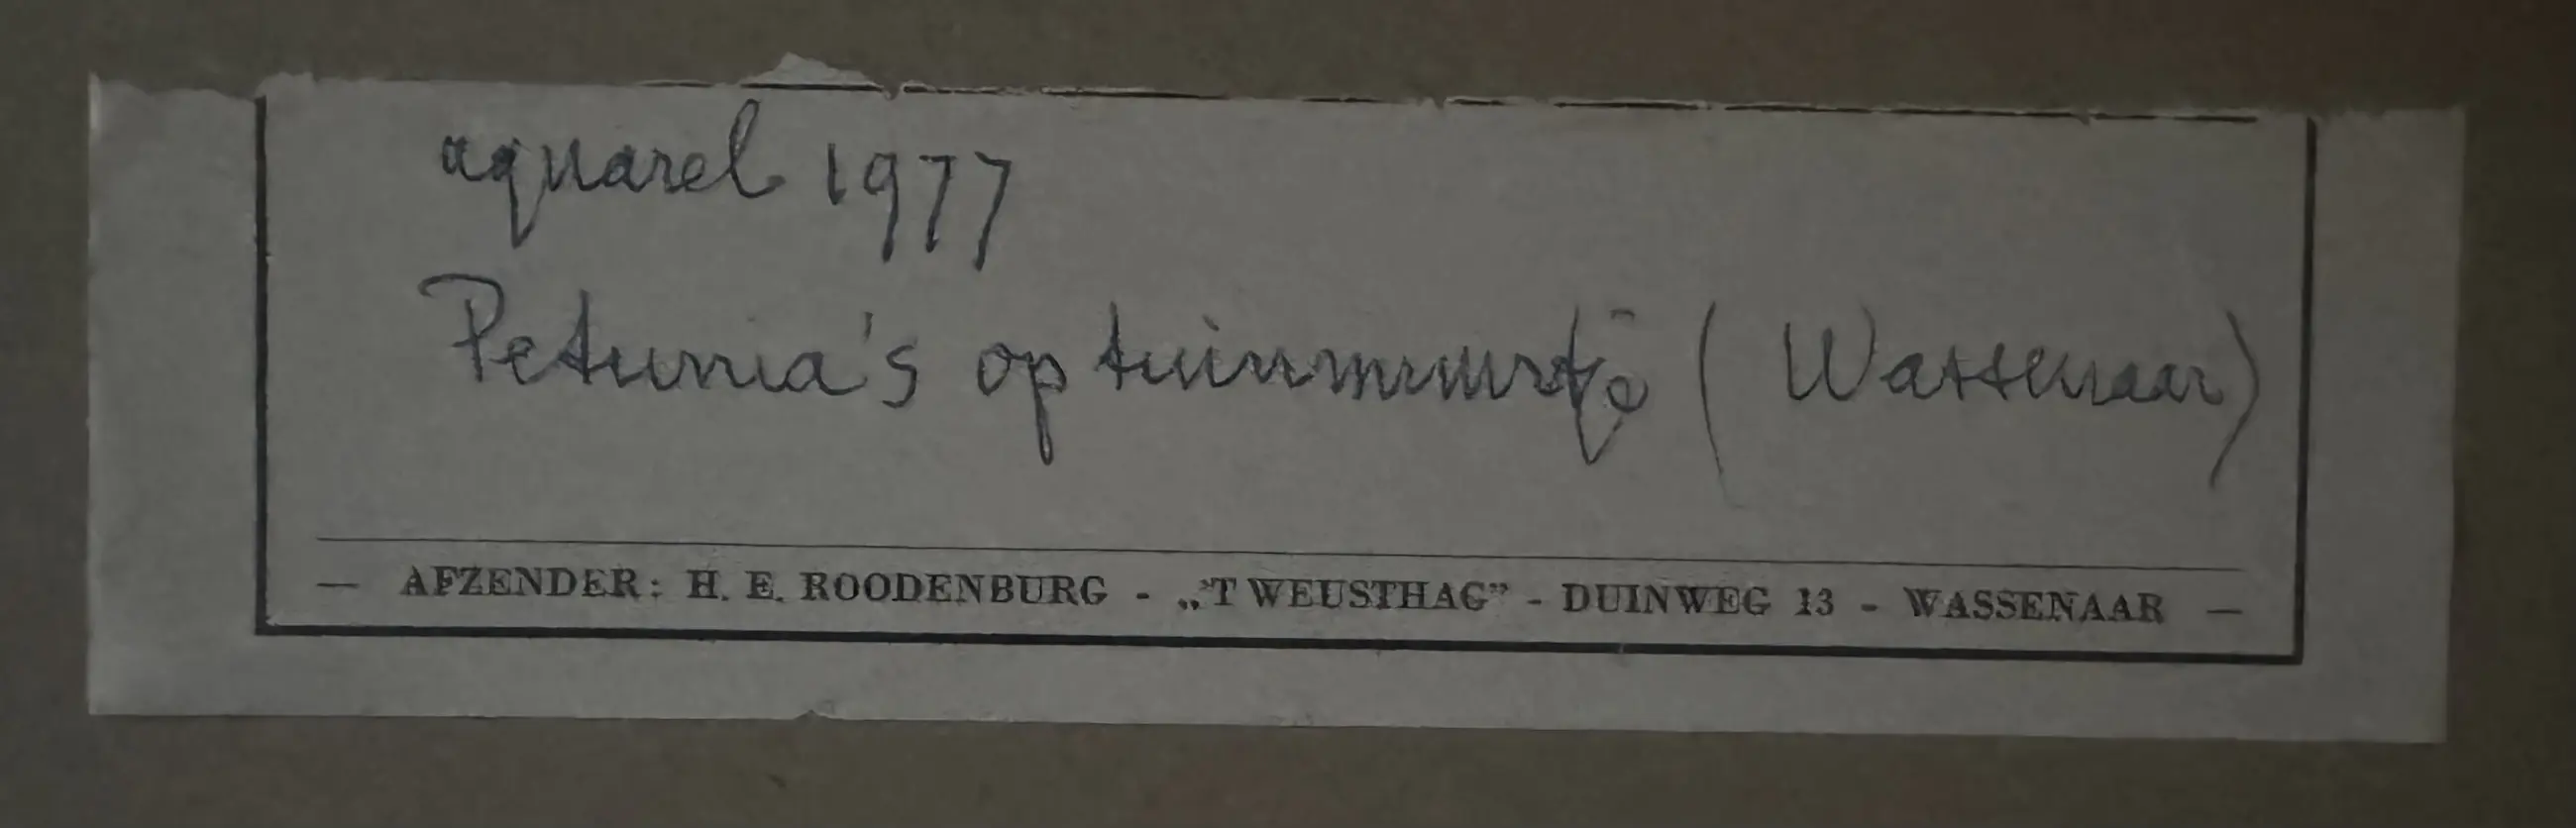 aquarel 1977
Petunia's op tuinmuurtje (Wassenaar)
— AFZENDER: H. E. ROODENBURG - „'T WEUSTHAG” - DUINWEG 13 - WASSENAAR —